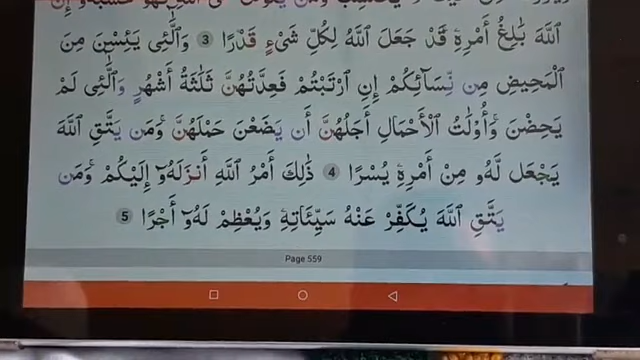 ٱللَّهَ بَـٰلِغُ أَمْرِهِۦۚ قَدْ جَعَلَ ٱللَّهُ لِكُلِّ شَىْءٍ قَدْرًا 3 وَٱلَّـٰٓـِٔى يَئِسْنَ مِنَ
ٱلْمَحِيضِ مِن نِّسَآئِكُمْ إِنِ ٱرْتَبْتُمْ فَعِدَّتُهُنَّ ثَلَـٰثَةُ أَشْهُرٍ وَٱلَّـٰٓـِٔى لَمْ
يَحِضْنَۚ وَأُو۟لَـٰتُ ٱلْأَحْمَالِ أَجَلُهُنَّ أَن يَضَعْنَ حَمْلَهُنَّۚ وَمَن يَتَّقِ ٱللَّهَ
يَجْعَل لَّهُۥ مِنْ أَمْرِهِۦ يُسْرًا 4 ذَٰلِكَ أَمْرُ ٱللَّهِ أَنزَلَهُۥٓ إِلَيْكُمْۚ وَمَن
يَتَّقِ ٱللَّهَ يُكَفِّرْ عَنْهُ سَيِّـَٔاتِهِۦ وَيُعْظِمْ لَهُۥٓ أَجْرًا 5
Page 559